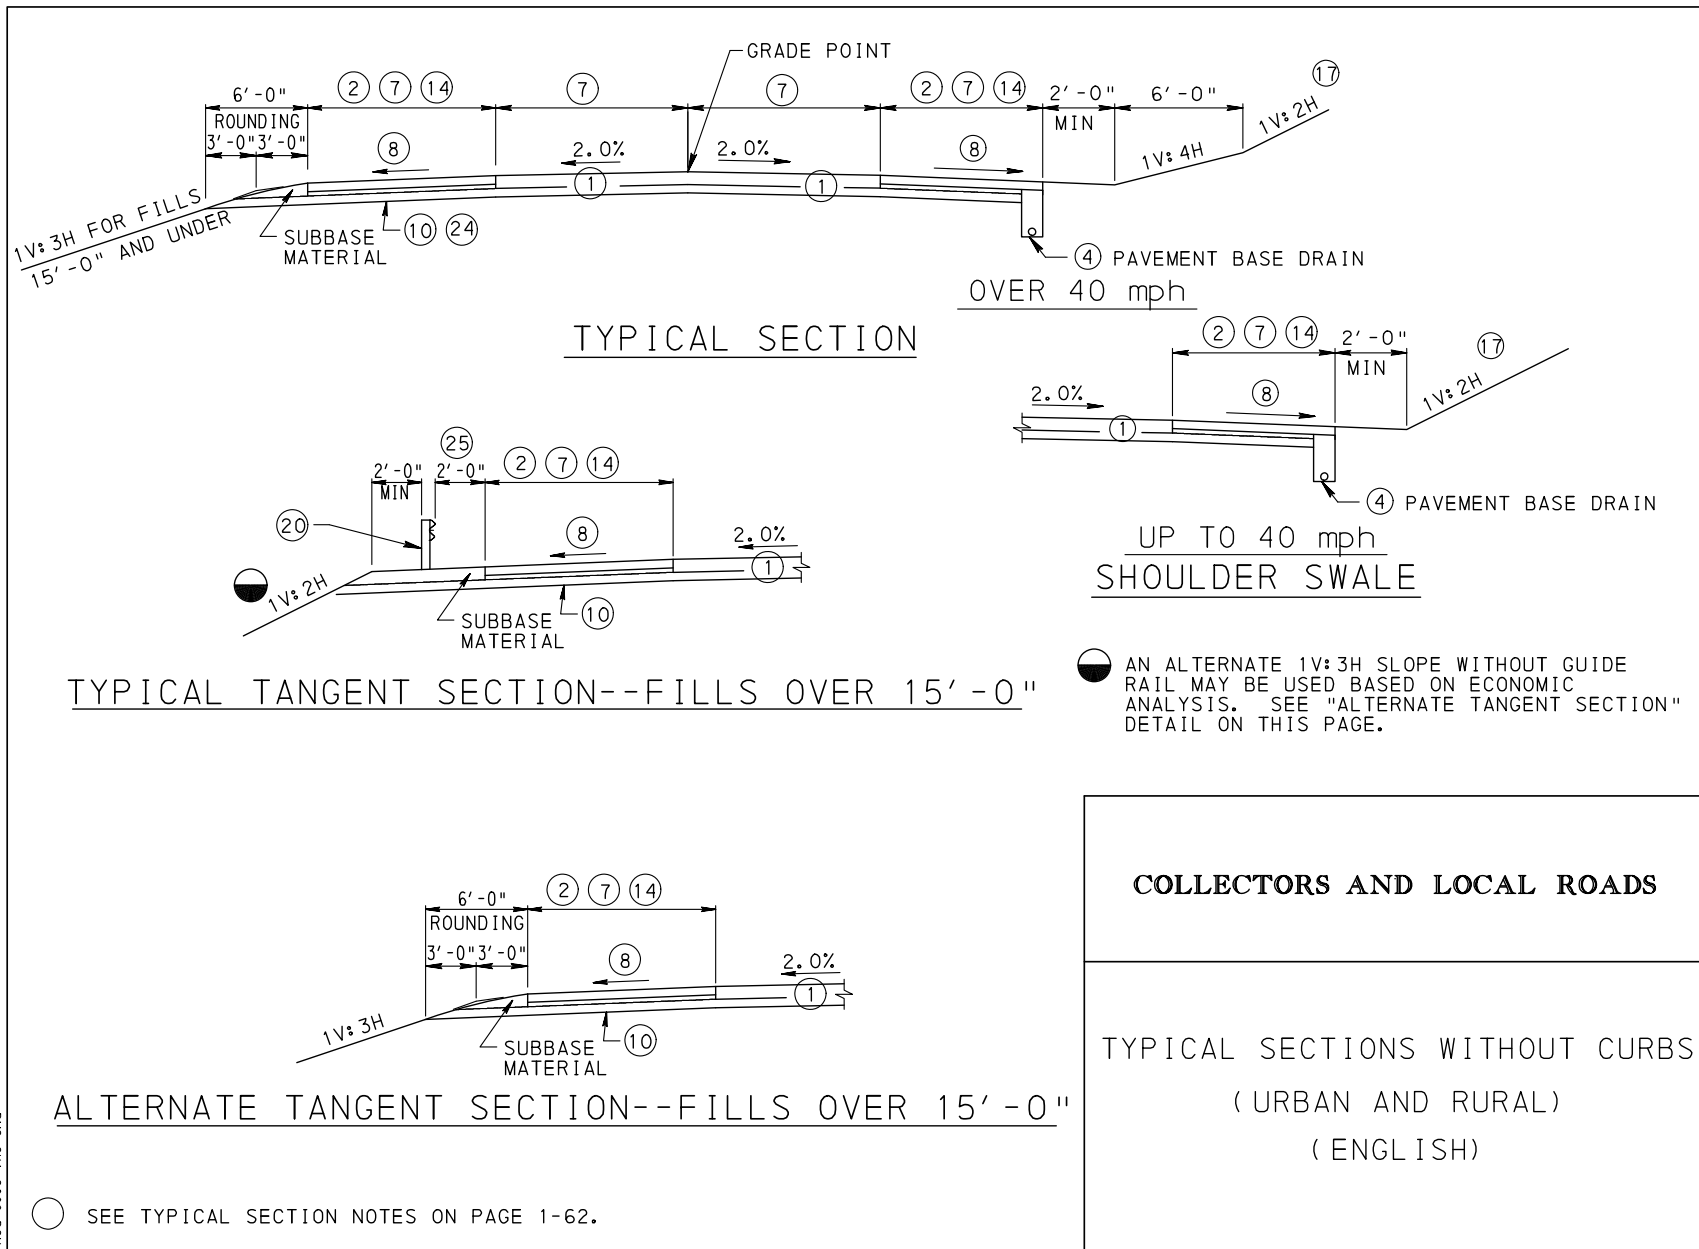 GRADE POINT
17
6'-0" 2 7 14 7 7 2 7 14 2'-0" 6'-0"
ROUNDING MIN
3'-0" 3'-0"
8 2.0% 2.0% 8 1V:4H 1V:2H
1 1
1V:3H FOR FILLS
15'-0" AND UNDER
SUBBASE
MATERIAL
10 24
4 PAVEMENT BASE DRAIN
OVER 40 mph
TYPICAL SECTION
2 7 14 2'-0" 17
MIN
2.0% 8 1V:2H
1
4 PAVEMENT BASE DRAIN
UP TO 40 mph
SHOULDER SWALE
25
2'-0" 2'-0" 2 7 14
MIN
20 8 2.0%
1
1V:2H
SUBBASE
MATERIAL
10
TYPICAL TANGENT SECTION--FILLS OVER 15'-0"
AN ALTERNATE 1V:3H SLOPE WITHOUT GUIDE
RAIL MAY BE USED BASED ON ECONOMIC
ANALYSIS. SEE "ALTERNATE TANGENT SECTION"
DETAIL ON THIS PAGE.
6'-0" 2 7 14
ROUNDING
3'-0" 3'-0" 8 2.0%
1
1V:3H
SUBBASE
MATERIAL
10
ALTERNATE TANGENT SECTION--FILLS OVER 15'-0"
SEE TYPICAL SECTION NOTES ON PAGE 1-62.
COLLECTORS AND LOCAL ROADS
TYPICAL SECTIONS WITHOUT CURBS
(URBAN AND RURAL)
(ENGLISH)